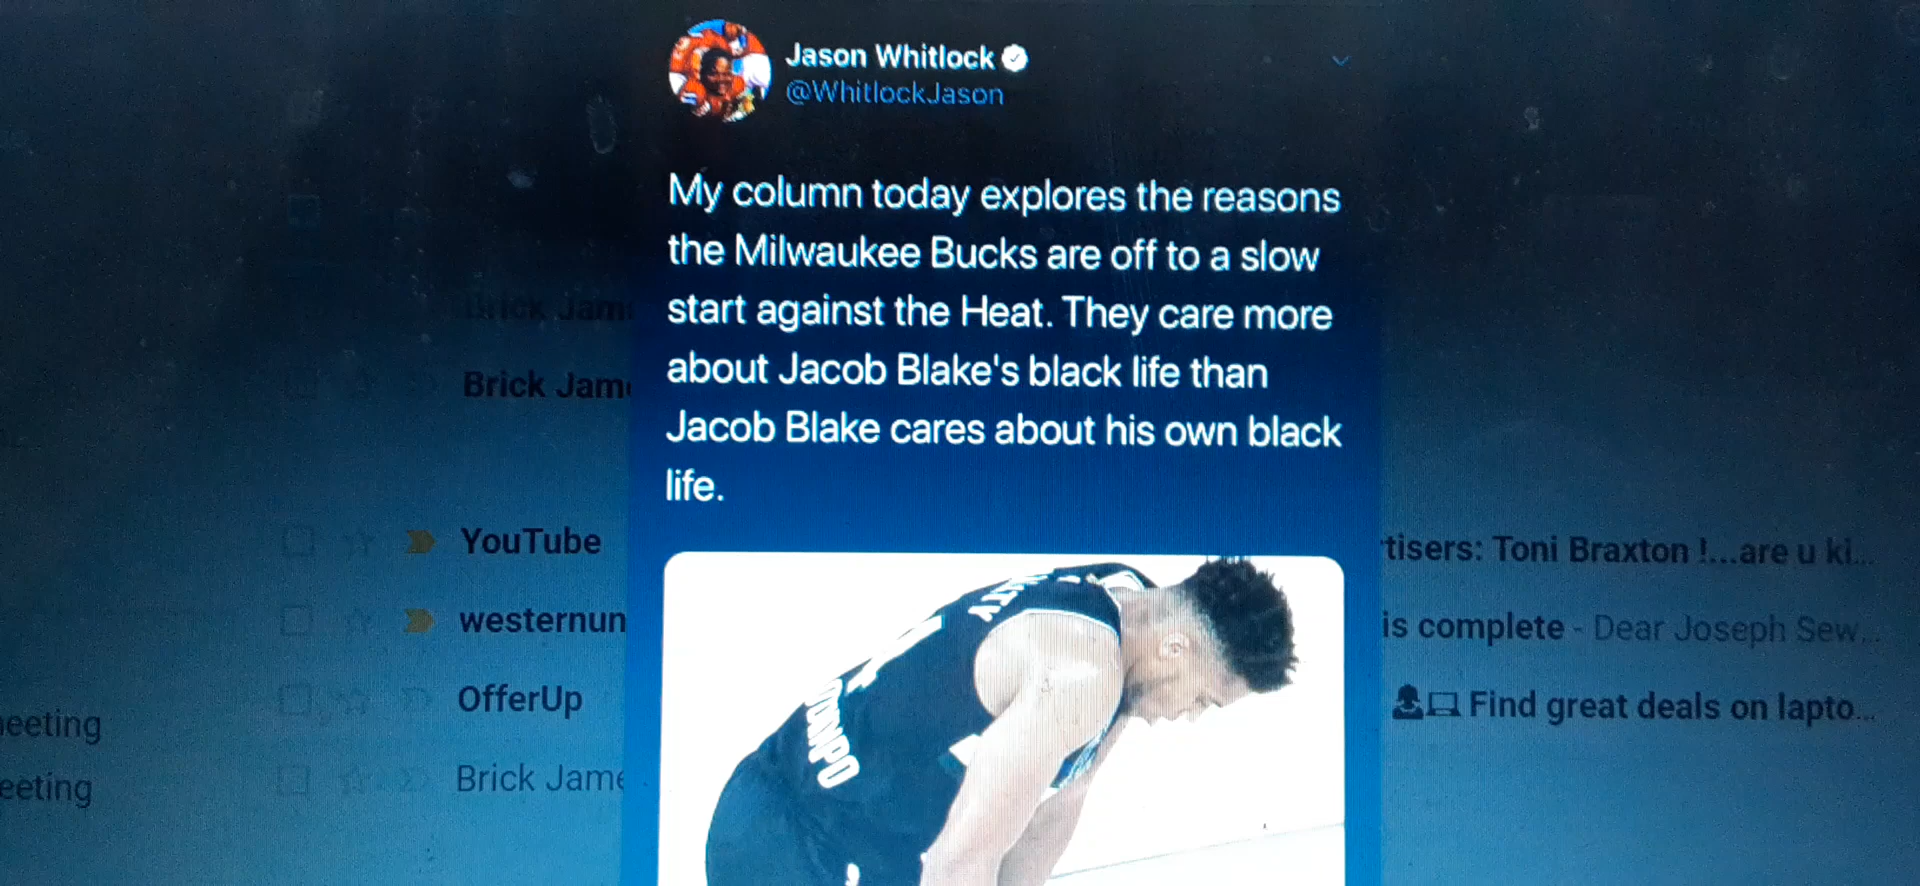 Jason Whitlock
@WhitlockJason
My column today explores the reasons
the Milwaukee Bucks are off to a slow
start against the Heat. They care more
about Jacob Blake's black life than
Jacob Blake cares about his own black
life.
Brick Jam
Brick Jame
YouTube
tisers: Toni Braxton !...are u ki...
westernun
is complete - Dear Joseph Sew...
OfferUp
Find great deals on lapto...
Brick Jame
eeting
eeting